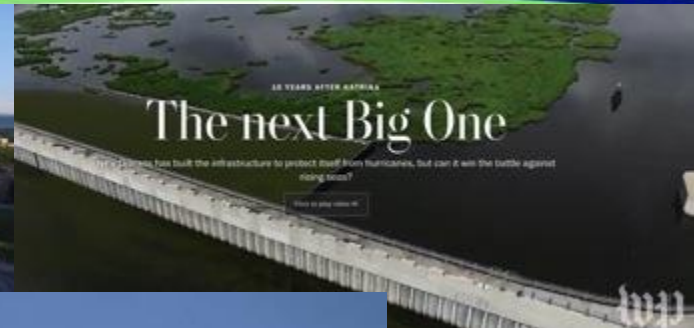 10 YEARS AFTER KATRINA
The next Big One
has built the infrastructure to protect itself from hurricanes, but can it win the battle against
rising seas?
wp